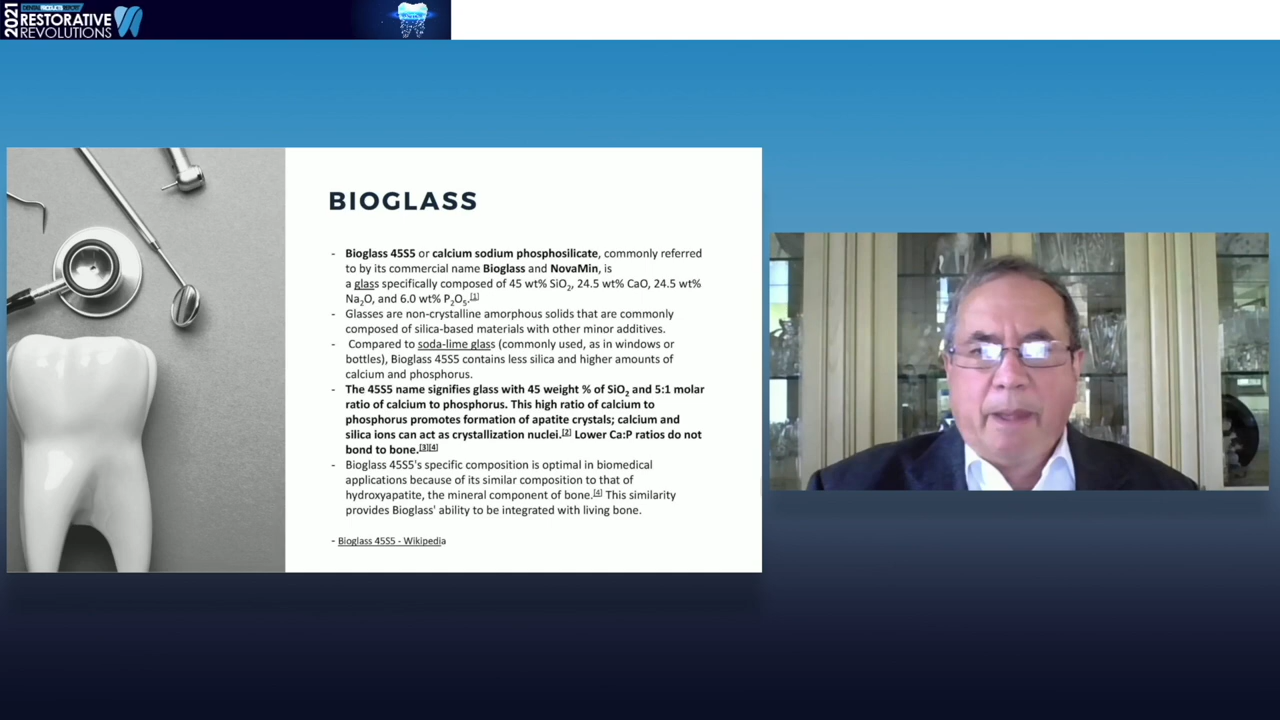 2021
DENTAL PRODUCTS REPORT
RESTORATIVE
REVOLUTIONS
BIOGLASS
- Bioglass 45S5 or calcium sodium phosphosilicate, commonly referred
to by its commercial name Bioglass and NovaMin, is
a glass specifically composed of 45 wt% SiO₂, 24.5 wt% CaO, 24.5 wt%
Na₂O, and 6.0 wt% P₂O₅.[1]
- Glasses are non-crystalline amorphous solids that are commonly
composed of silica-based materials with other minor additives.
- Compared to soda-lime glass (commonly used, as in windows or
bottles), Bioglass 45S5 contains less silica and higher amounts of
calcium and phosphorus.
- The 45S5 name signifies glass with 45 weight % of SiO₂ and 5:1 molar
ratio of calcium to phosphorus. This high ratio of calcium to
phosphorus promotes formation of apatite crystals; calcium and
silica ions can act as crystallization nuclei.[2] Lower Ca:P ratios do not
bond to bone.[3][4]
- Bioglass 45S5's specific composition is optimal in biomedical
applications because of its similar composition to that of
hydroxyapatite, the mineral component of bone.[4] This similarity
provides Bioglass' ability to be integrated with living bone.
- Bioglass 45S5 - Wikipedia